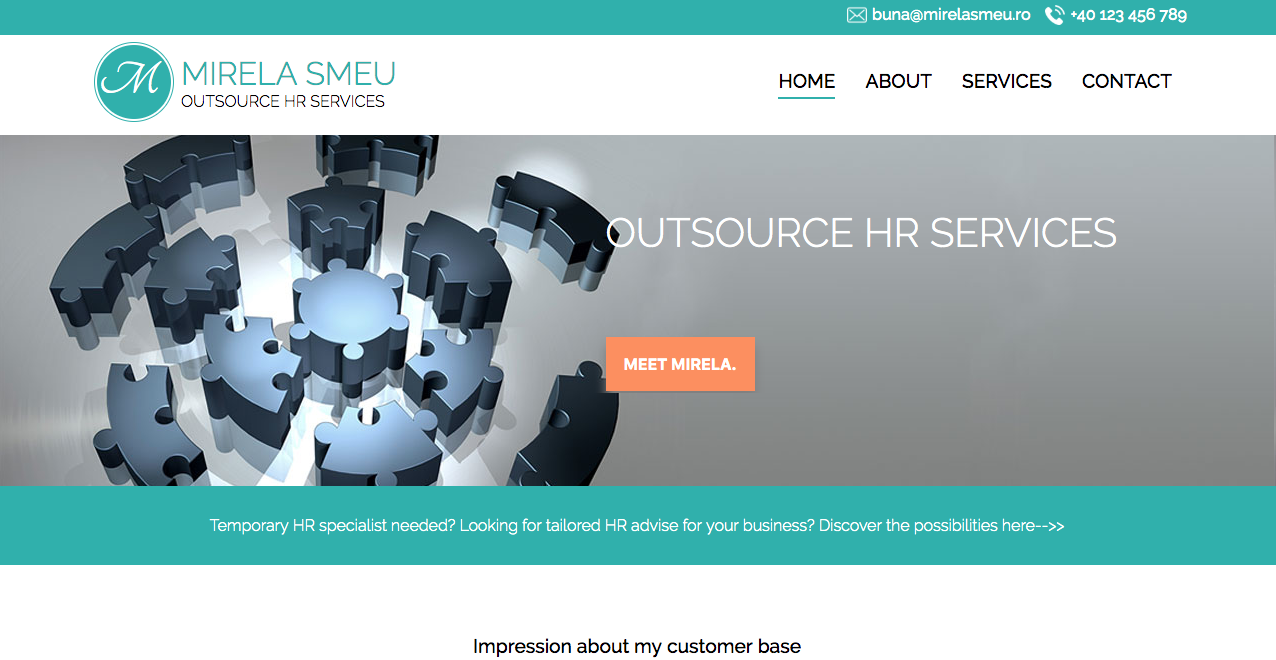 buna@mirelasmeu.ro +40 123 456 789
M
MIRELA SMEU
OUTSOURCE HR SERVICES
HOME ABOUT SERVICES CONTACT
OUTSOURCE HR SERVICES
MEET MIRELA.
Temporary HR specialist needed? Looking for tailored HR advise for your business? Discover the possibilities here-->>
Impression about my customer base